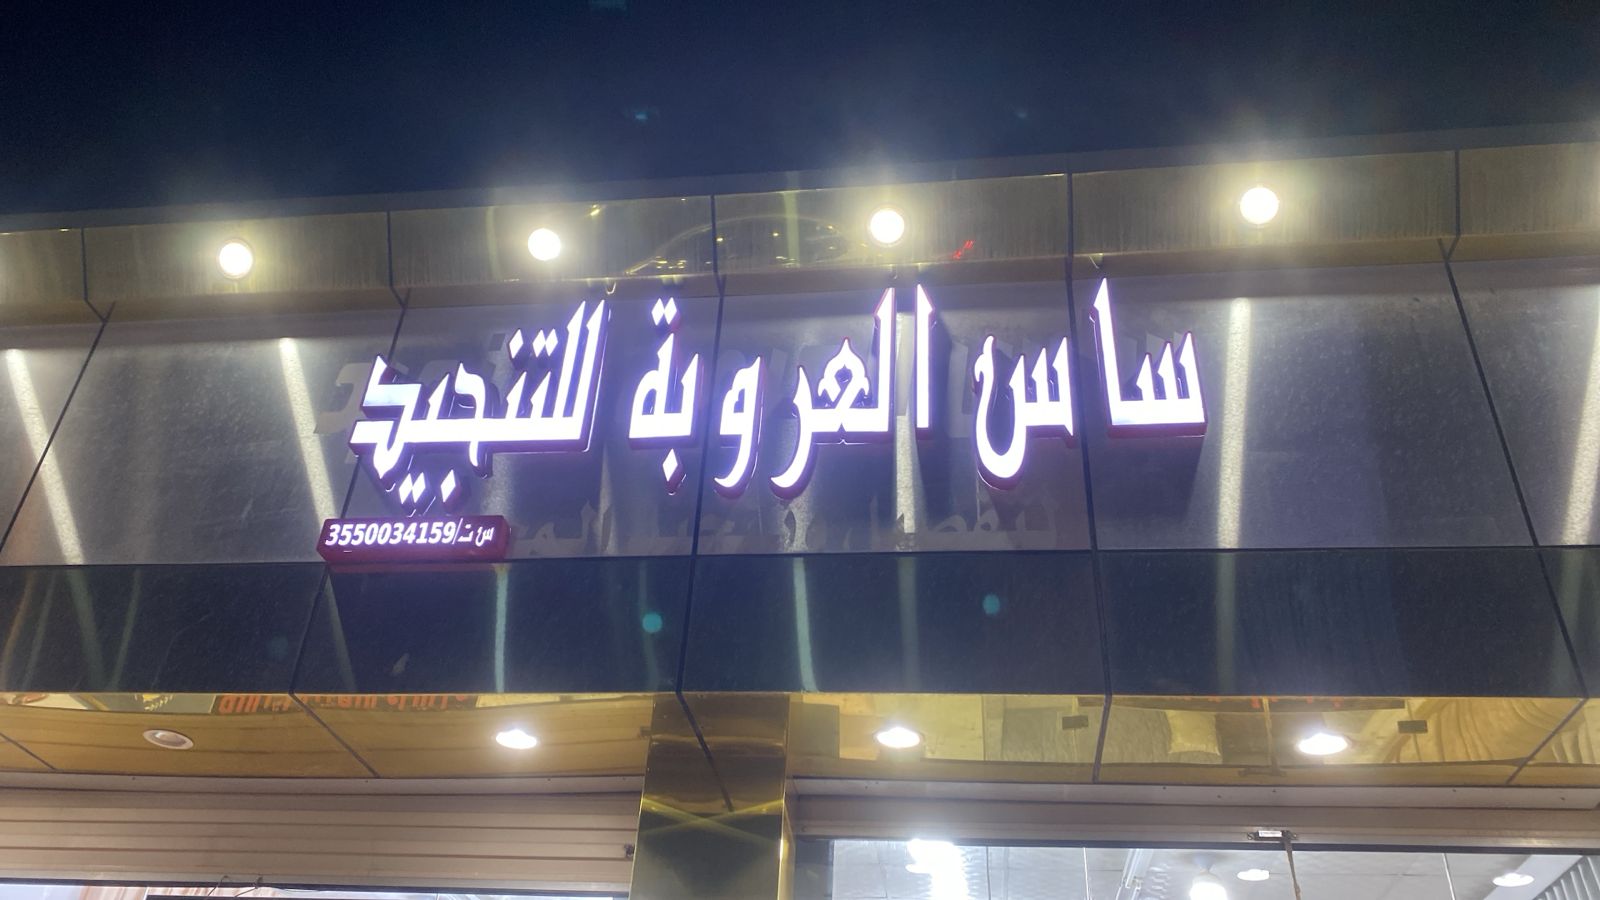 ساس العروبة للتنجيد
س ت/3550034159